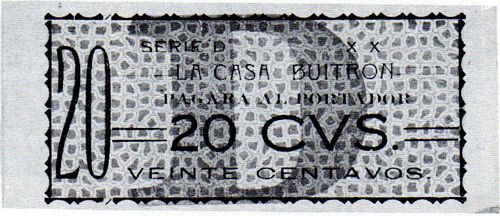 SERIE D X X
LA CASA BUITRON
PAGARA AL PORTADOR
20
20 CVS.
VEINTE CENTAVOS.